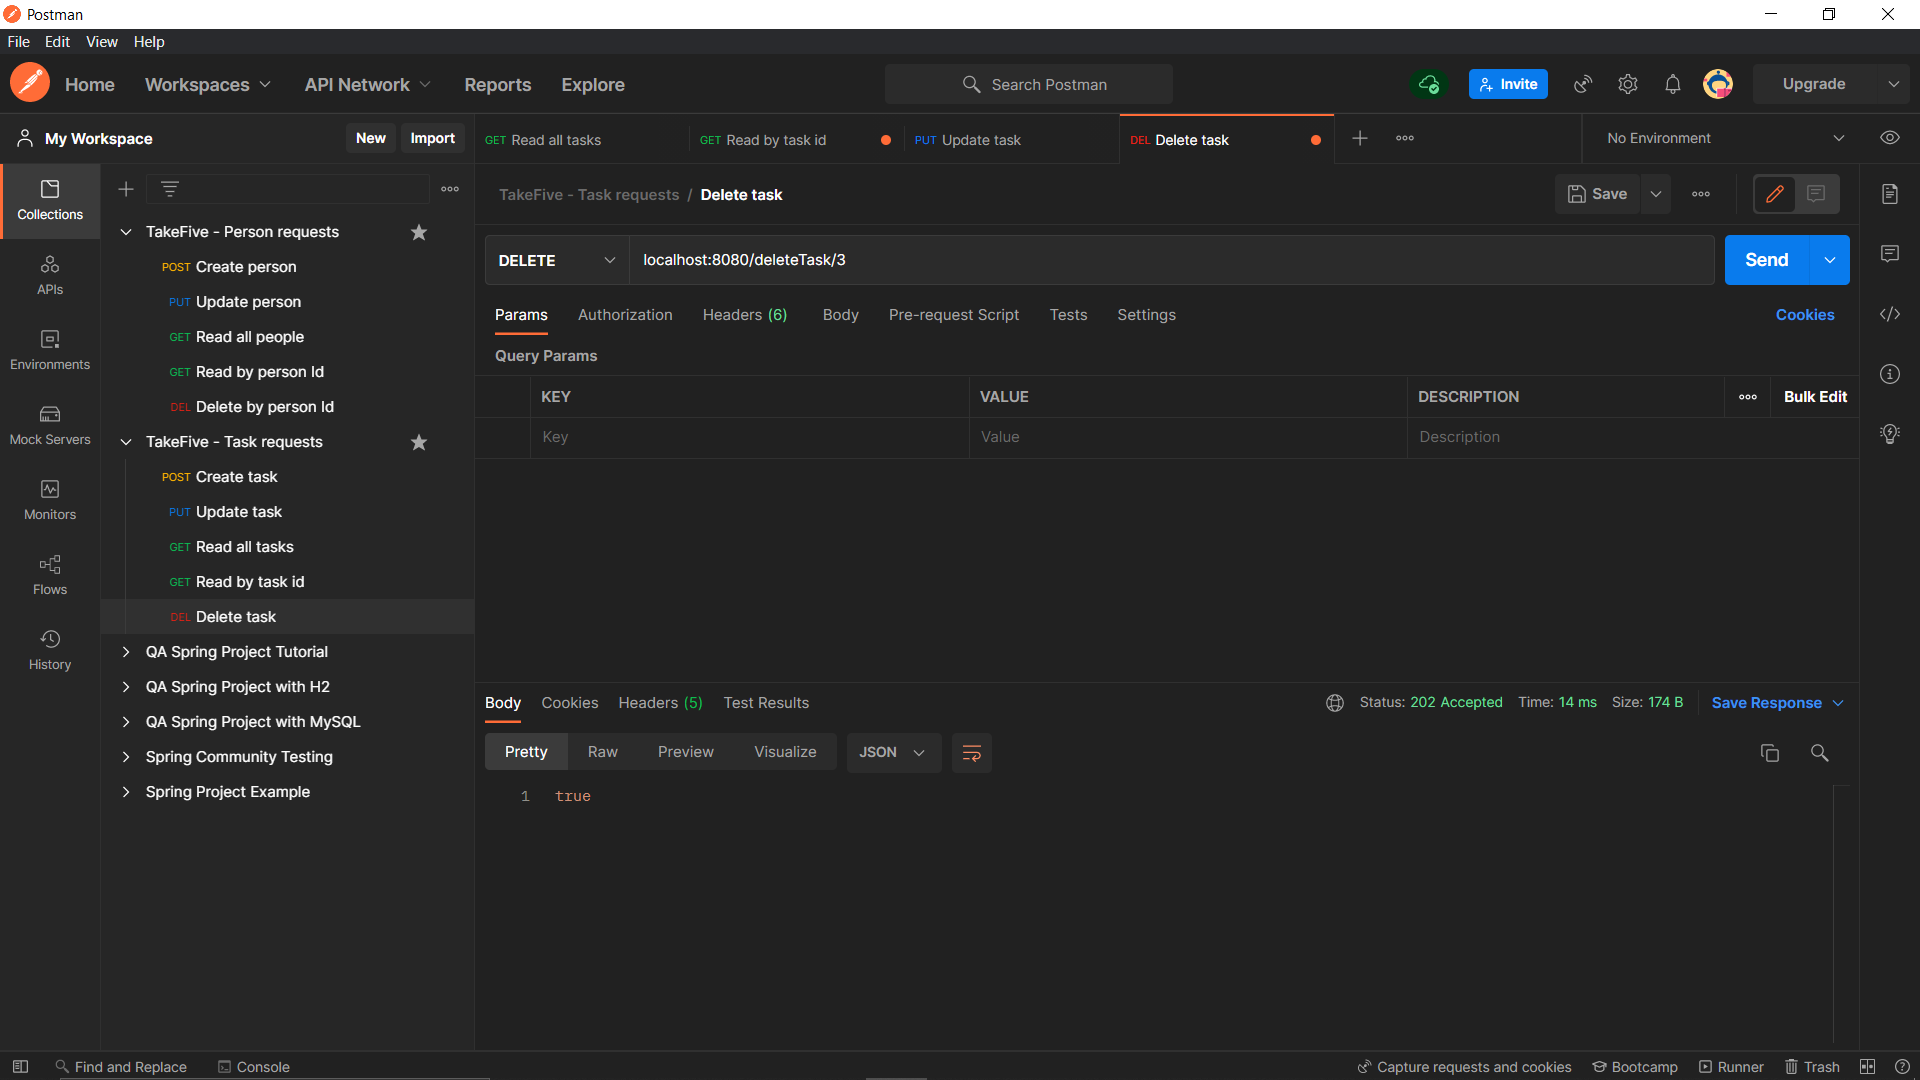 Postman
File Edit View Help
Home Workspaces API Network Reports Explore Search Postman Invite Upgrade
My Workspace New Import
GET Read all tasks GET Read by task id PUT Update task DEL Delete task No Environment
Collections
APIs
Environments
Mock Servers
Monitors
Flows
History
TakeFive - Person requests
POST Create person
PUT Update person
GET Read all people
GET Read by person Id
DEL Delete by person Id
TakeFive - Task requests
POST Create task
PUT Update task
GET Read all tasks
GET Read by task id
DEL Delete task
QA Spring Project Tutorial
QA Spring Project with H2
QA Spring Project with MySQL
Spring Community Testing
Spring Project Example
TakeFive - Task requests / Delete task Save
DELETE localhost:8080/deleteTask/3 Send
Params Authorization Headers (6) Body Pre-request Script Tests Settings Cookies
Query Params
KEY VALUE DESCRIPTION Bulk Edit
Key Value Description
Body Cookies Headers (5) Test Results Status: 202 Accepted Time: 14 ms Size: 174 B Save Response
Pretty Raw Preview Visualize JSON
1 true
Find and Replace Console Capture requests and cookies Bootcamp Runner Trash